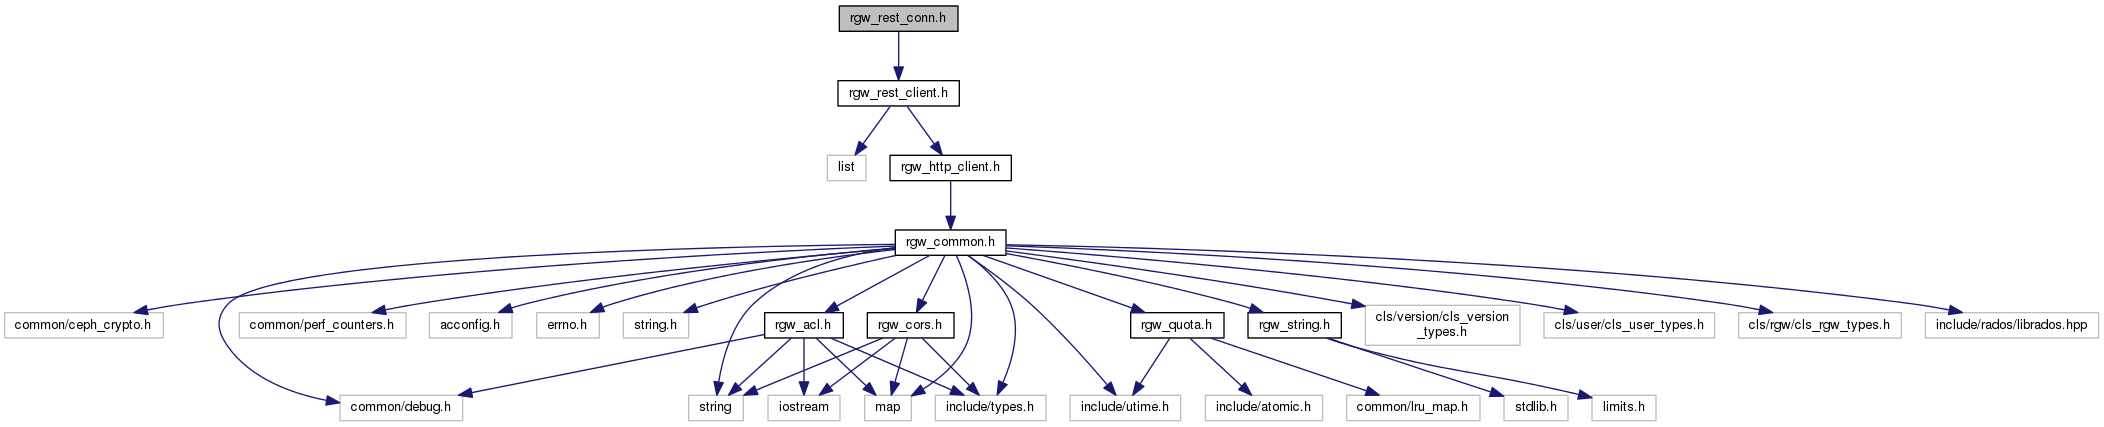 rgw_rest_conn.h
rgw_rest_client.h
list
rgw_http_client.h
rgw_common.h
common/ceph_crypto.h
common/perf_counters.h
acconfig.h
errno.h
string.h
rgw_acl.h
rgw_cors.h
rgw_quota.h
rgw_string.h
cls/version/cls_version
_types.h
cls/user/cls_user_types.h
cls/rgw/cls_rgw_types.h
include/rados/librados.hpp
common/debug.h
string
iostream
map
include/types.h
include/utime.h
include/atomic.h
common/lru_map.h
stdlib.h
limits.h